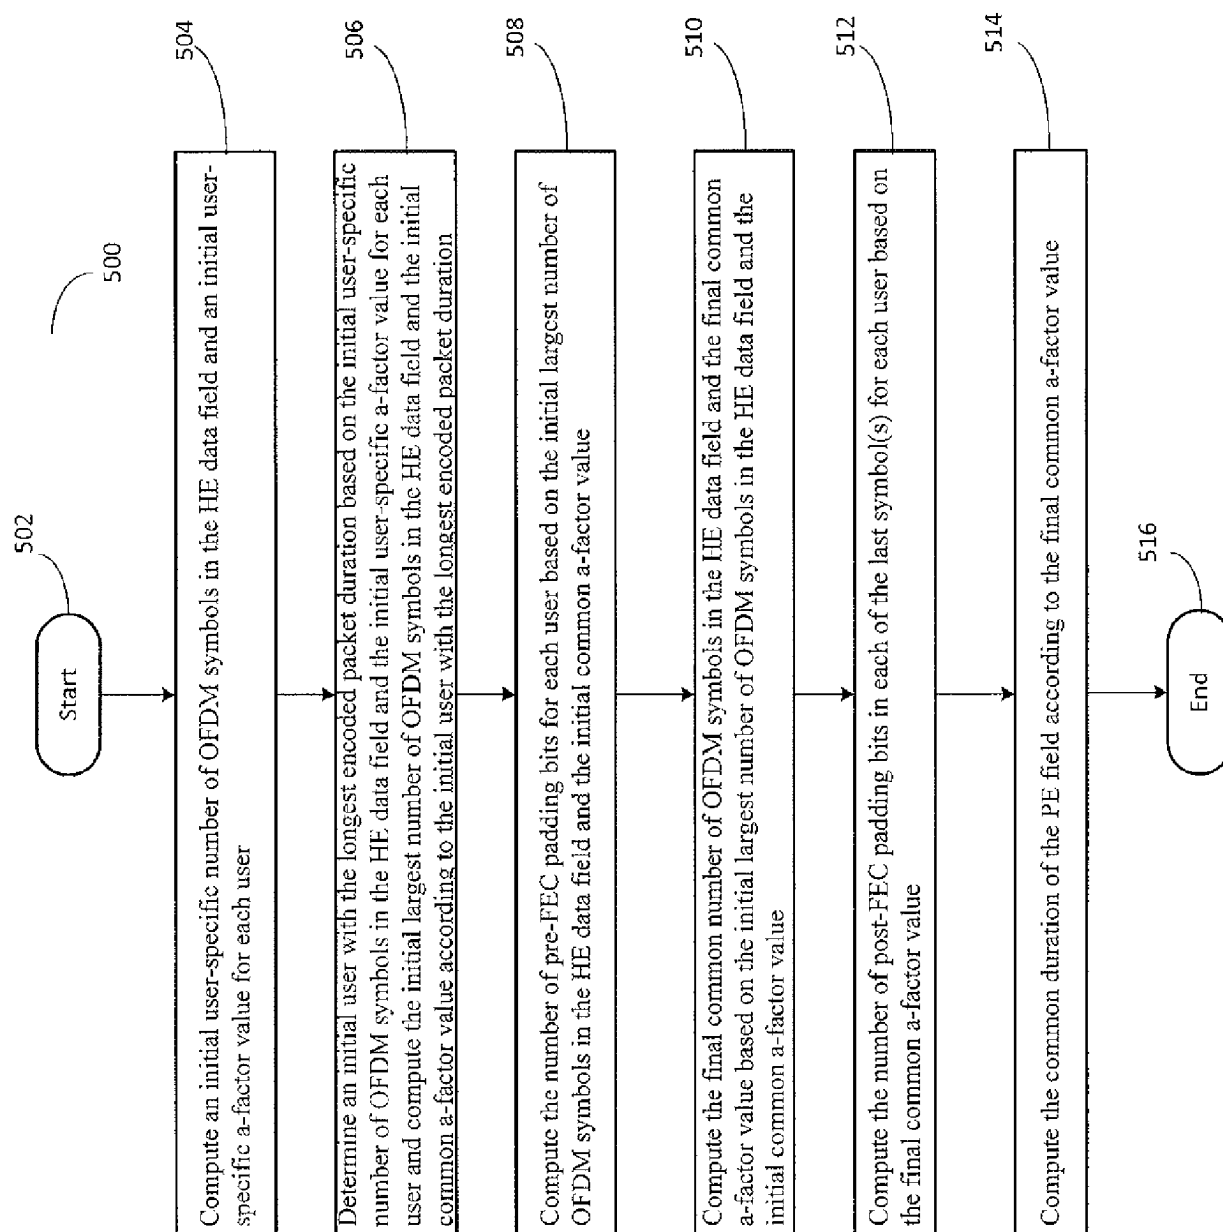 500
502
Start
504
Compute an initial user-specific number of OFDM symbols in the HE data field and an initial user-
specific a-factor value for each user
506
Determine an initial user with the longest encoded packet duration based on the initial user-specific
number of OFDM symbols in the HE data field and the initial user-specific a-factor value for each
user and compute the initial largest number of OFDM symbols in the HE data field and the initial
common a-factor value according to the initial user with the longest encoded packet duration
508
Compute the number of pre-FEC padding bits for each user based on the initial largest number of
OFDM symbols in the HE data field and the initial common a-factor value
510
Compute the final common number of OFDM symbols in the HE data field and the final common
a-factor value based on the initial largest number of OFDM symbols in the HE data field and the
initial common a-factor value
512
Compute the number of post-FEC padding bits in each of the last symbol(s) for each user based on
the final common a-factor value
514
Compute the common duration of the PE field according to the final common a-factor value
516
End